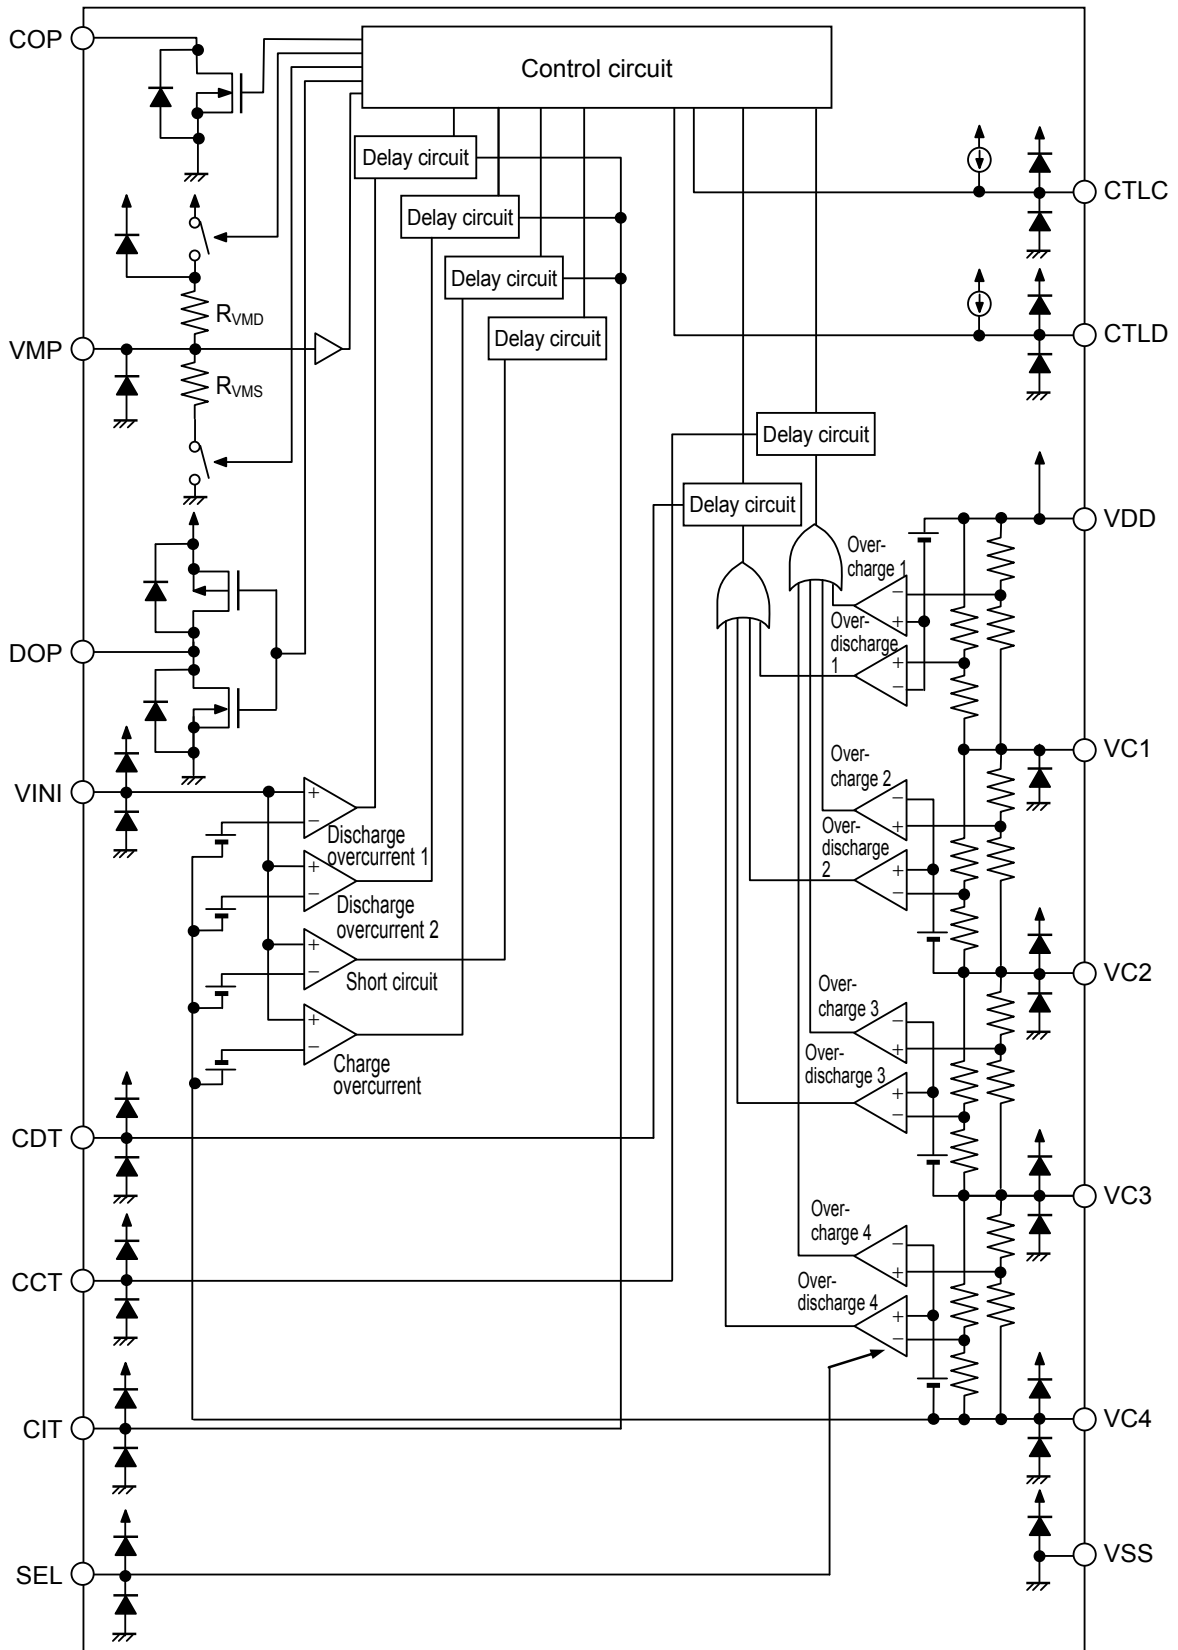 COP
Control circuit
Delay circuit
CTLC
Delay circuit
Delay circuit
RVMD
Delay circuit
VMP
CTLD
RVMS
Delay circuit
Delay circuit
VDD
Over-
charge 1
−
+
Over-
discharge
1
+
−
DOP
VC1
VINI
+
−
Discharge
overcurrent 1
Over-
charge 2
−
+
Over-
discharge
2
+
−
+
−
Discharge
overcurrent 2
+
−
Short circuit
VC2
Over-
charge 3
−
+
+
−
Charge
overcurrent
Over-
discharge 3
+
−
CDT
VC3
Over-
charge 4
−
+
CCT
Over-
discharge 4
+
−
CIT
VC4
SEL
VSS